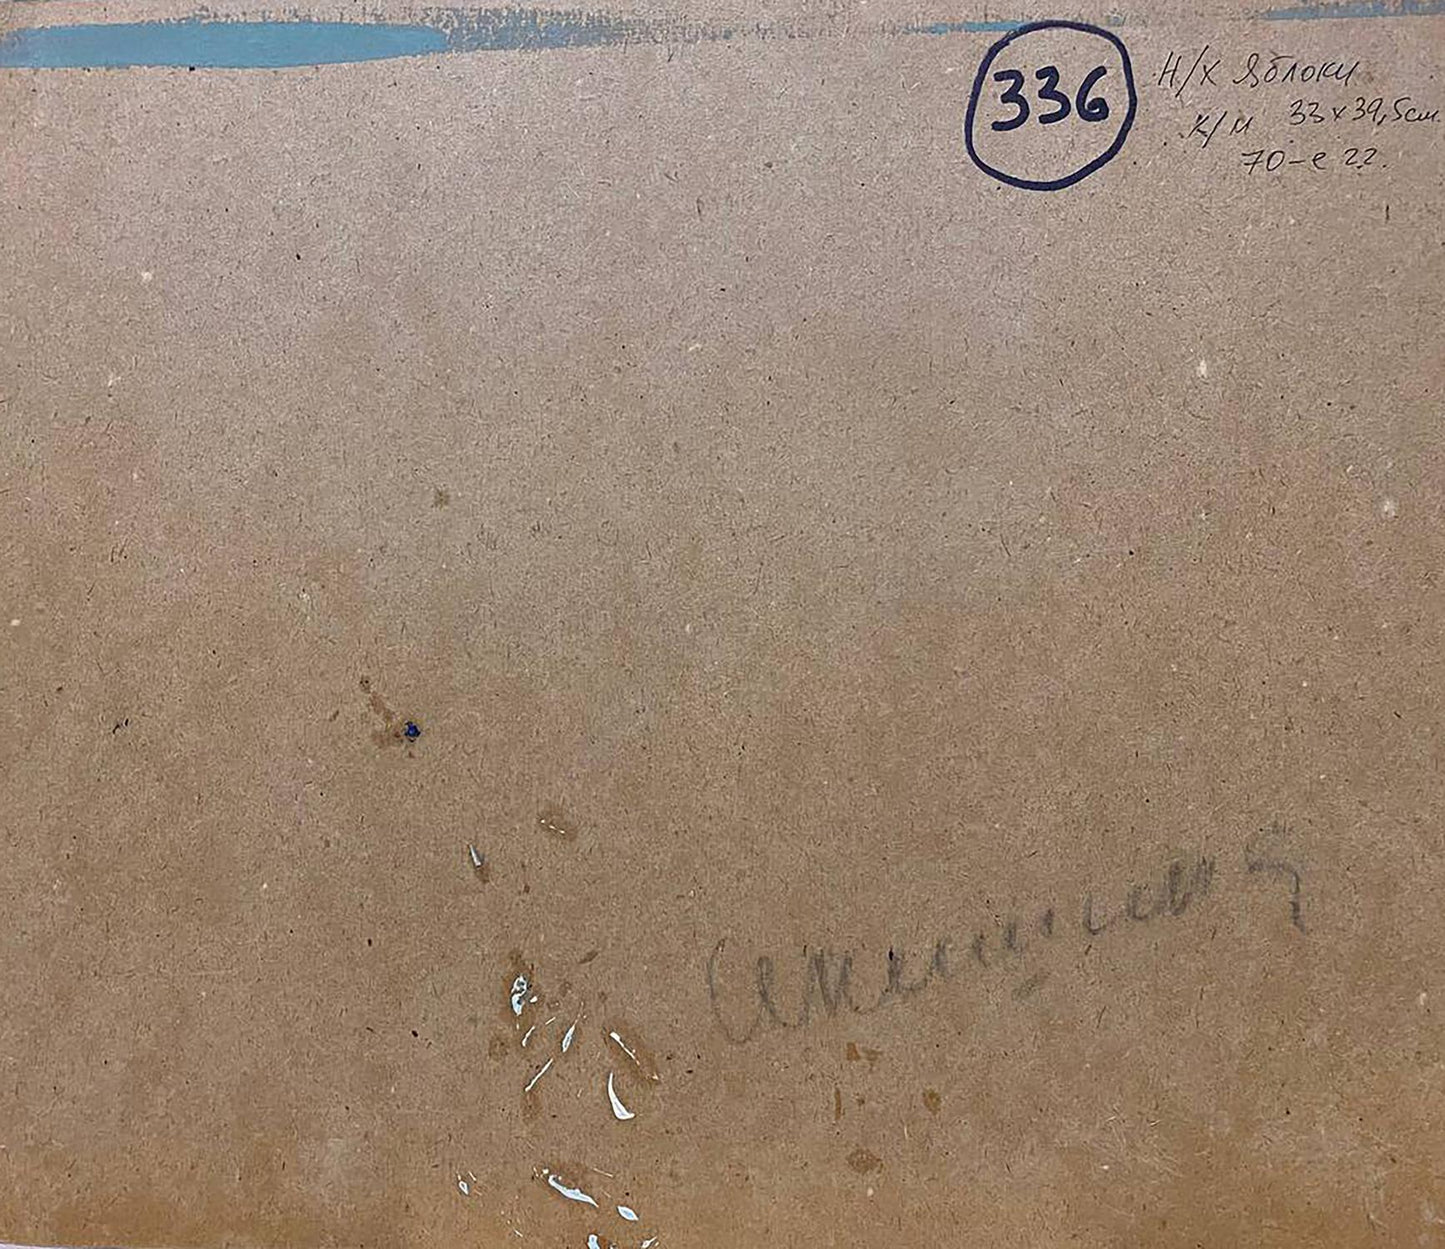 336
Н/Х Яблоки
К/М 33х39,5см.
70-е гг.